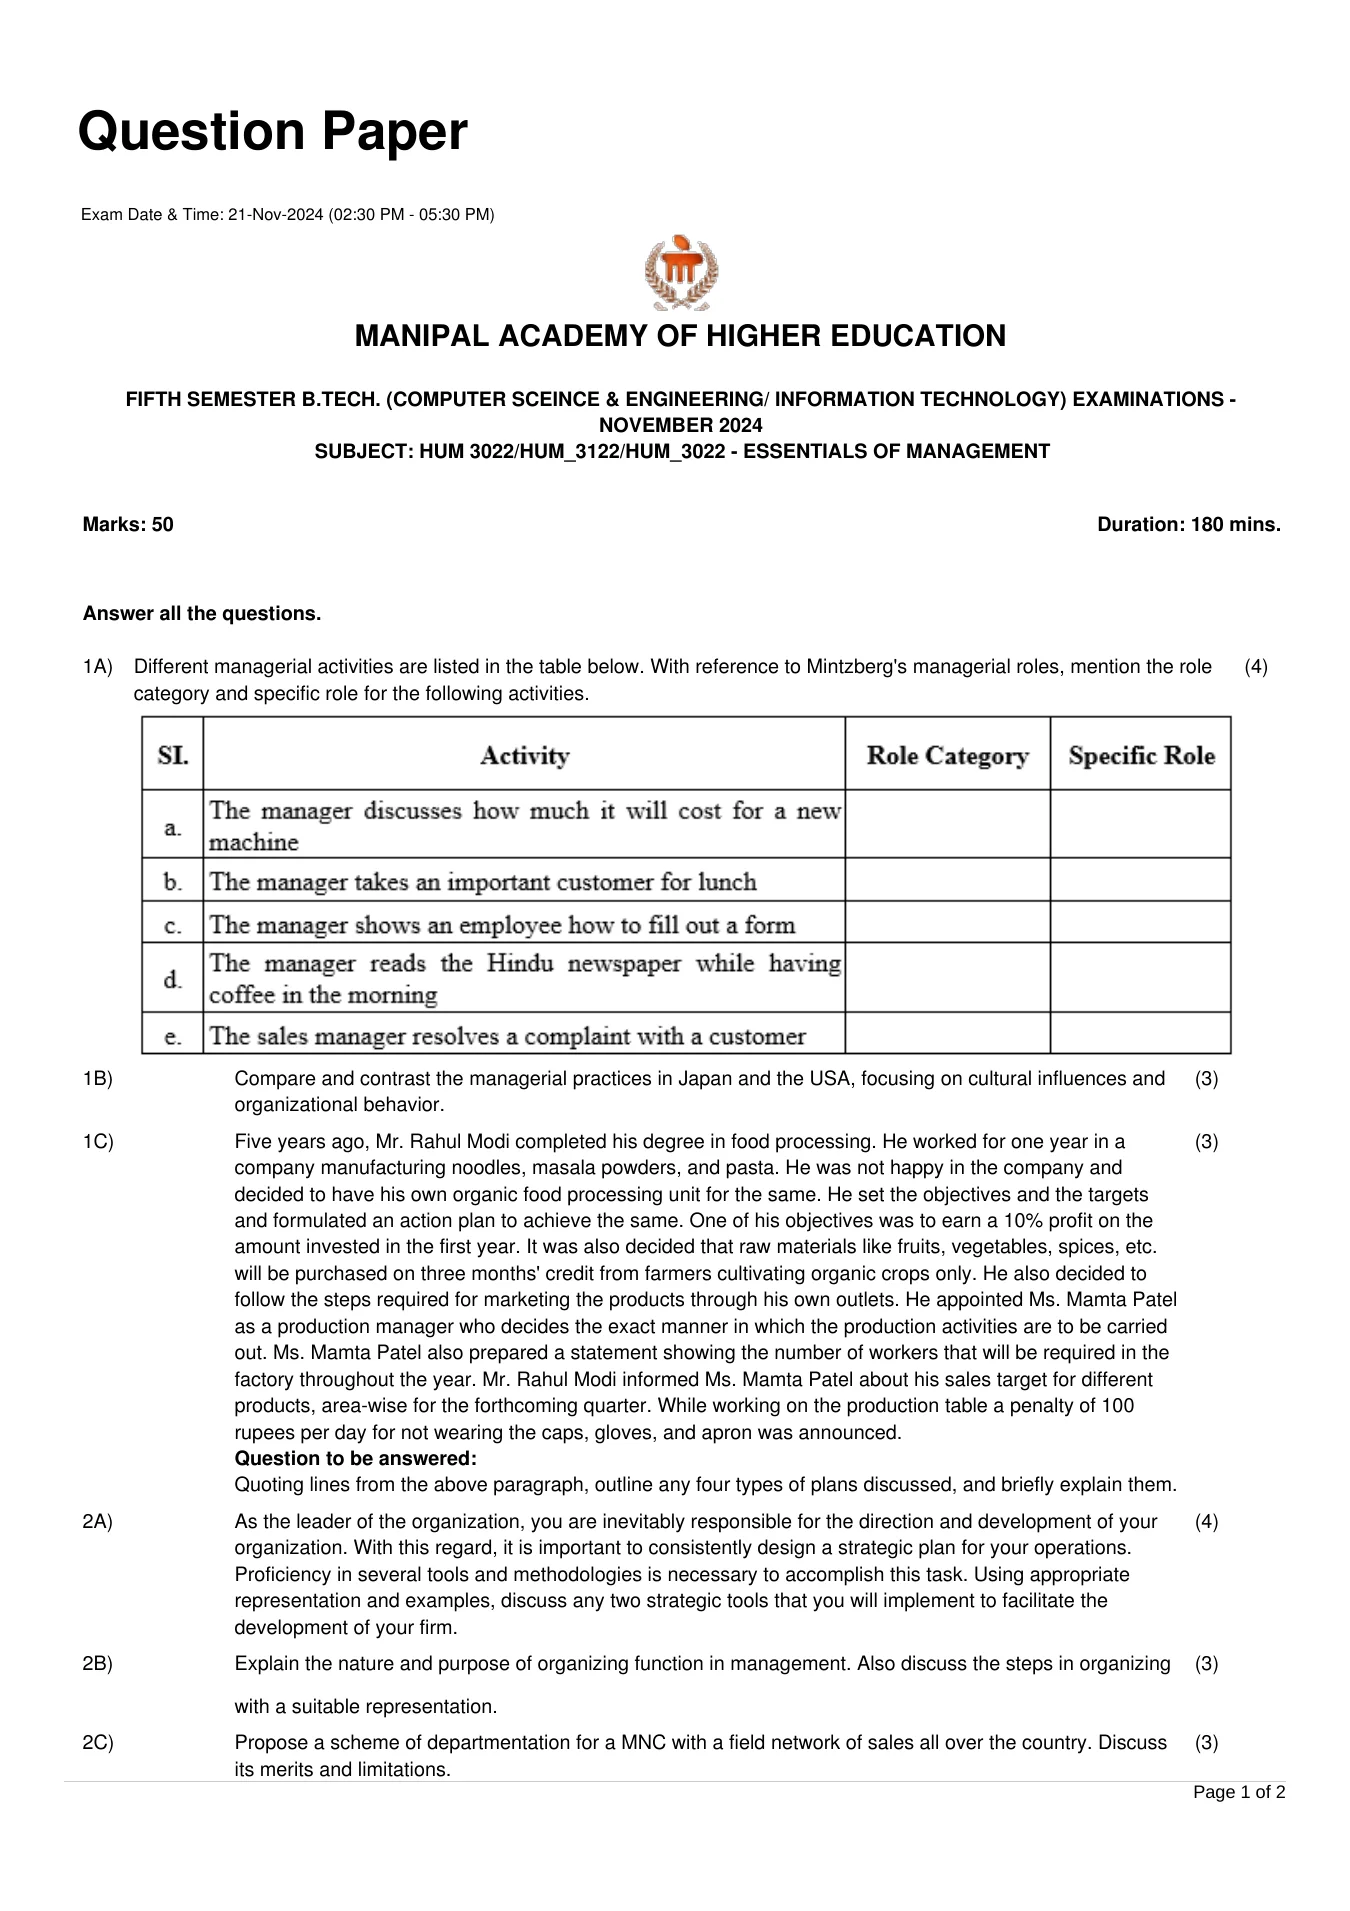 Question Paper
Exam Date & Time: 21-Nov-2024 (02:30 PM - 05:30 PM)
MANIPAL ACADEMY OF HIGHER EDUCATION
FIFTH SEMESTER B.TECH. (COMPUTER SCEINCE & ENGINEERING/ INFORMATION TECHNOLOGY) EXAMINATIONS -
NOVEMBER 2024
SUBJECT: HUM 3022/HUM_3122/HUM_3022 - ESSENTIALS OF MANAGEMENT
Marks: 50 Duration: 180 mins.
Answer all the questions.
1A) Different managerial activities are listed in the table below. With reference to Mintzberg's managerial roles, mention the role (4)
category and specific role for the following activities.
SI. Activity Role Category Specific Role
a. The manager discusses how much it will cost for a new
machine
b. The manager takes an important customer for lunch
c. The manager shows an employee how to fill out a form
d. The manager reads the Hindu newspaper while having
coffee in the morning
e. The sales manager resolves a complaint with a customer
1B) Compare and contrast the managerial practices in Japan and the USA, focusing on cultural influences and (3)
organizational behavior.
1C) Five years ago, Mr. Rahul Modi completed his degree in food processing. He worked for one year in a (3)
company manufacturing noodles, masala powders, and pasta. He was not happy in the company and
decided to have his own organic food processing unit for the same. He set the objectives and the targets
and formulated an action plan to achieve the same. One of his objectives was to earn a 10% profit on the
amount invested in the first year. It was also decided that raw materials like fruits, vegetables, spices, etc.
will be purchased on three months' credit from farmers cultivating organic crops only. He also decided to
follow the steps required for marketing the products through his own outlets. He appointed Ms. Mamta Patel
as a production manager who decides the exact manner in which the production activities are to be carried
out. Ms. Mamta Patel also prepared a statement showing the number of workers that will be required in the
factory throughout the year. Mr. Rahul Modi informed Ms. Mamta Patel about his sales target for different
products, area-wise for the forthcoming quarter. While working on the production table a penalty of 100
rupees per day for not wearing the caps, gloves, and apron was announced.
Question to be answered:
Quoting lines from the above paragraph, outline any four types of plans discussed, and briefly explain them.
2A) As the leader of the organization, you are inevitably responsible for the direction and development of your (4)
organization. With this regard, it is important to consistently design a strategic plan for your operations.
Proficiency in several tools and methodologies is necessary to accomplish this task. Using appropriate
representation and examples, discuss any two strategic tools that you will implement to facilitate the
development of your firm.
2B) Explain the nature and purpose of organizing function in management. Also discuss the steps in organizing (3)
with a suitable representation.
2C) Propose a scheme of departmentation for a MNC with a field network of sales all over the country. Discuss (3)
its merits and limitations.
Page 1 of 2